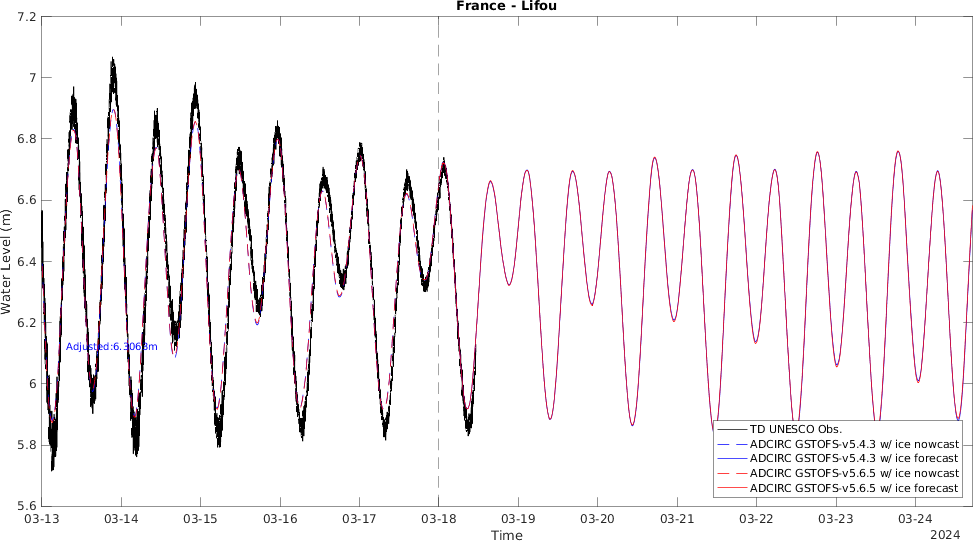 France - Lifou
Water Level (m)
7.2
7
6.8
6.6
6.4
6.2
6
5.8
5.6
Adjusted:6.3068m
TD UNESCO Obs.
ADCIRC GSTOFS-v5.4.3 w/ ice nowcast
ADCIRC GSTOFS-v5.4.3 w/ ice forecast
ADCIRC GSTOFS-v5.6.5 w/ ice nowcast
ADCIRC GSTOFS-v5.6.5 w/ ice forecast
03-13 03-14 03-15 03-16 03-17 03-18 03-19 03-20 03-21 03-22 03-23 03-24
Time
2024